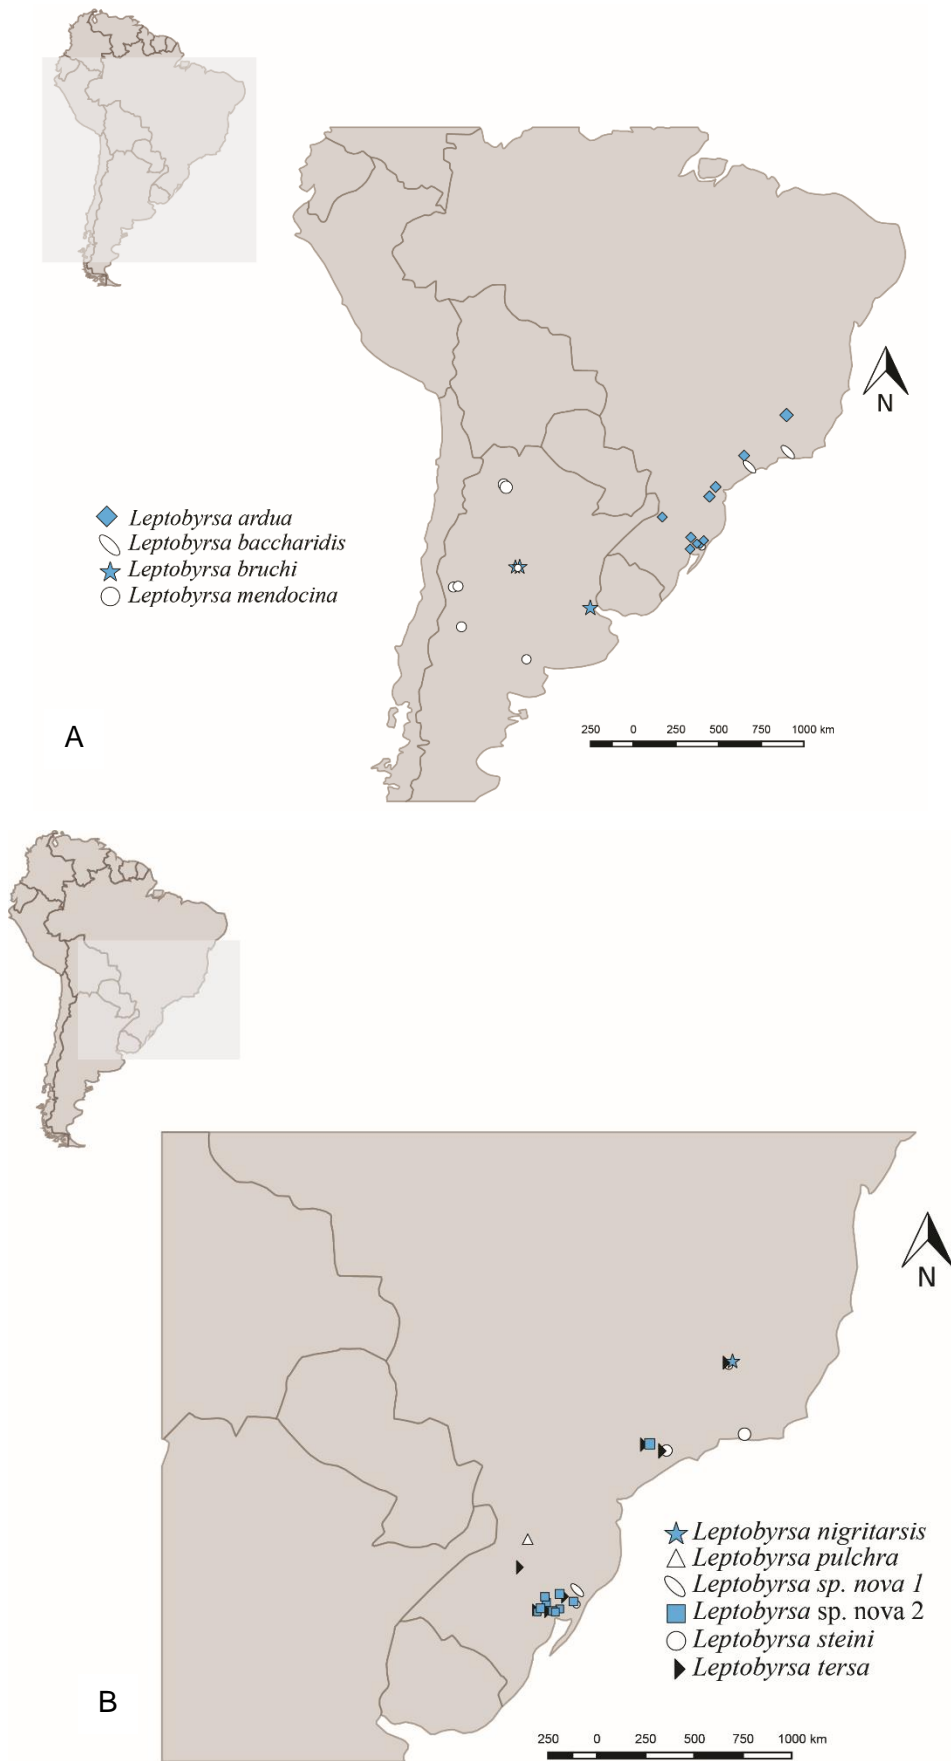 N
Leptobyrsa ardua
Leptobyrsa baccharidis
Leptobyrsa bruchi
Leptobyrsa mendocina
A
250 0 250 500 750 1000 km
N
Leptobyrsa nigritarsis
Leptobyrsa pulchra
Leptobyrsa sp. nova 1
Leptobyrsa sp. nova 2
Leptobyrsa steini
Leptobyrsa tersa
B
250 0 250 500 750 1000 km